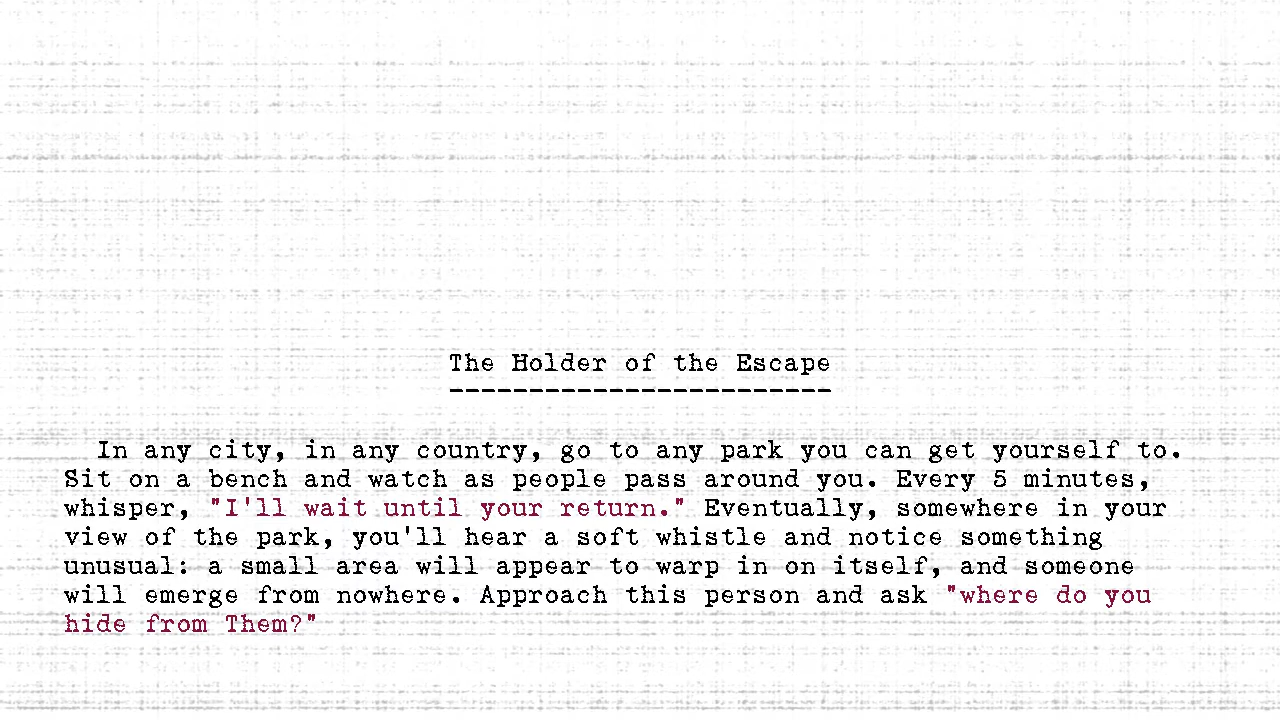 The Holder of the Escape
------------------------
In any city, in any country, go to any park you can get yourself to.
Sit on a bench and watch as people pass around you. Every 5 minutes,
whisper, "I'll wait until your return." Eventually, somewhere in your
view of the park, you'll hear a soft whistle and notice something
unusual: a small area will appear to warp in on itself, and someone
will emerge from nowhere. Approach this person and ask "where do you
hide from Them?"